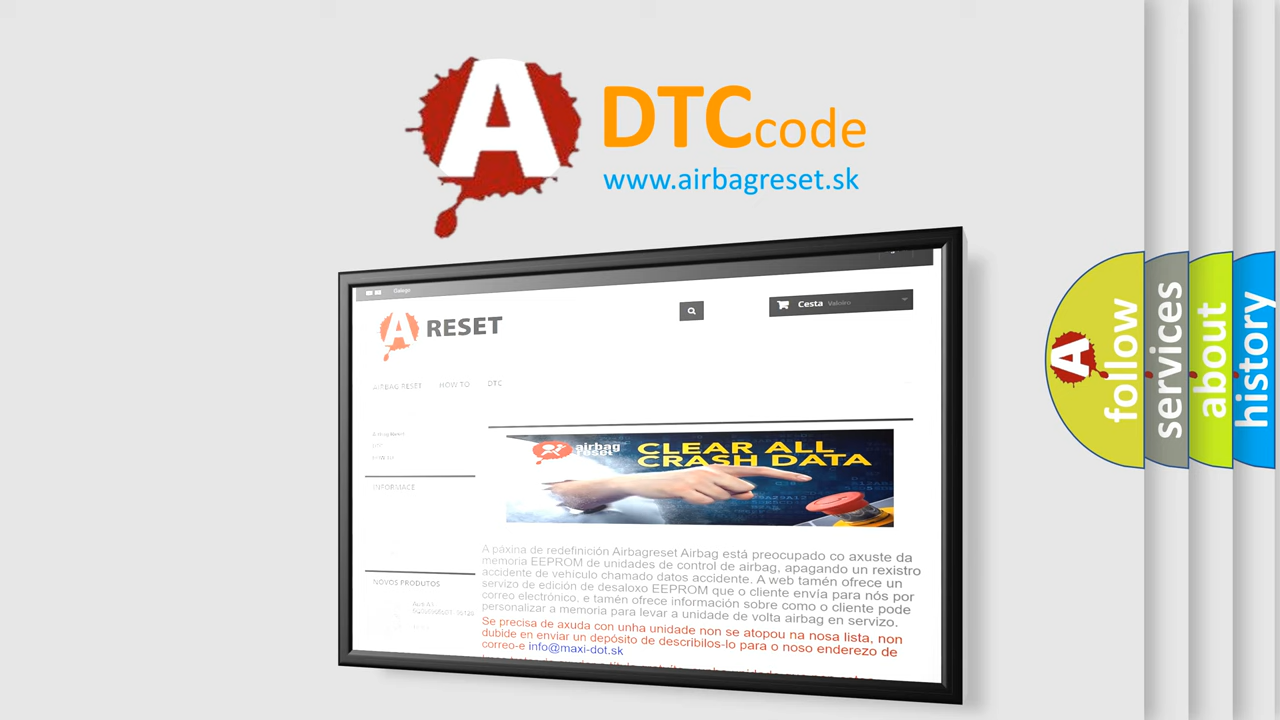 A
DTCcode
www.airbagreset.sk
Galego
A RESET
Cesta Valeiro
AIRBAG RESET HOW TO DTC
INFORMACE
NOVOS PRODUTOS
airbag
reset
CLEAR ALL
CRASH DATA
A páxina de redefinición Airbagreset Airbag está preocupado co axuste da
memoria EEPROM de unidades de control de airbag, apagando un rexistro
accidente de vehículo chamado datos accidente. A web tamén ofrece un
servizo de edición de desaloxo EEPROM que o cliente envía para nós por
correo electrónico, e tamén ofrece información sobre como o cliente pode
personalizar a memoria para levar a unidade de volta airbag en servizo.
Se precisa de axuda con unha unidade non se atopou na nosa lista, non
dubide en enviar un depósito de describilos-lo para o noso enderezo de
correo-e info@maxi-dot.sk
A follow
services
about
history